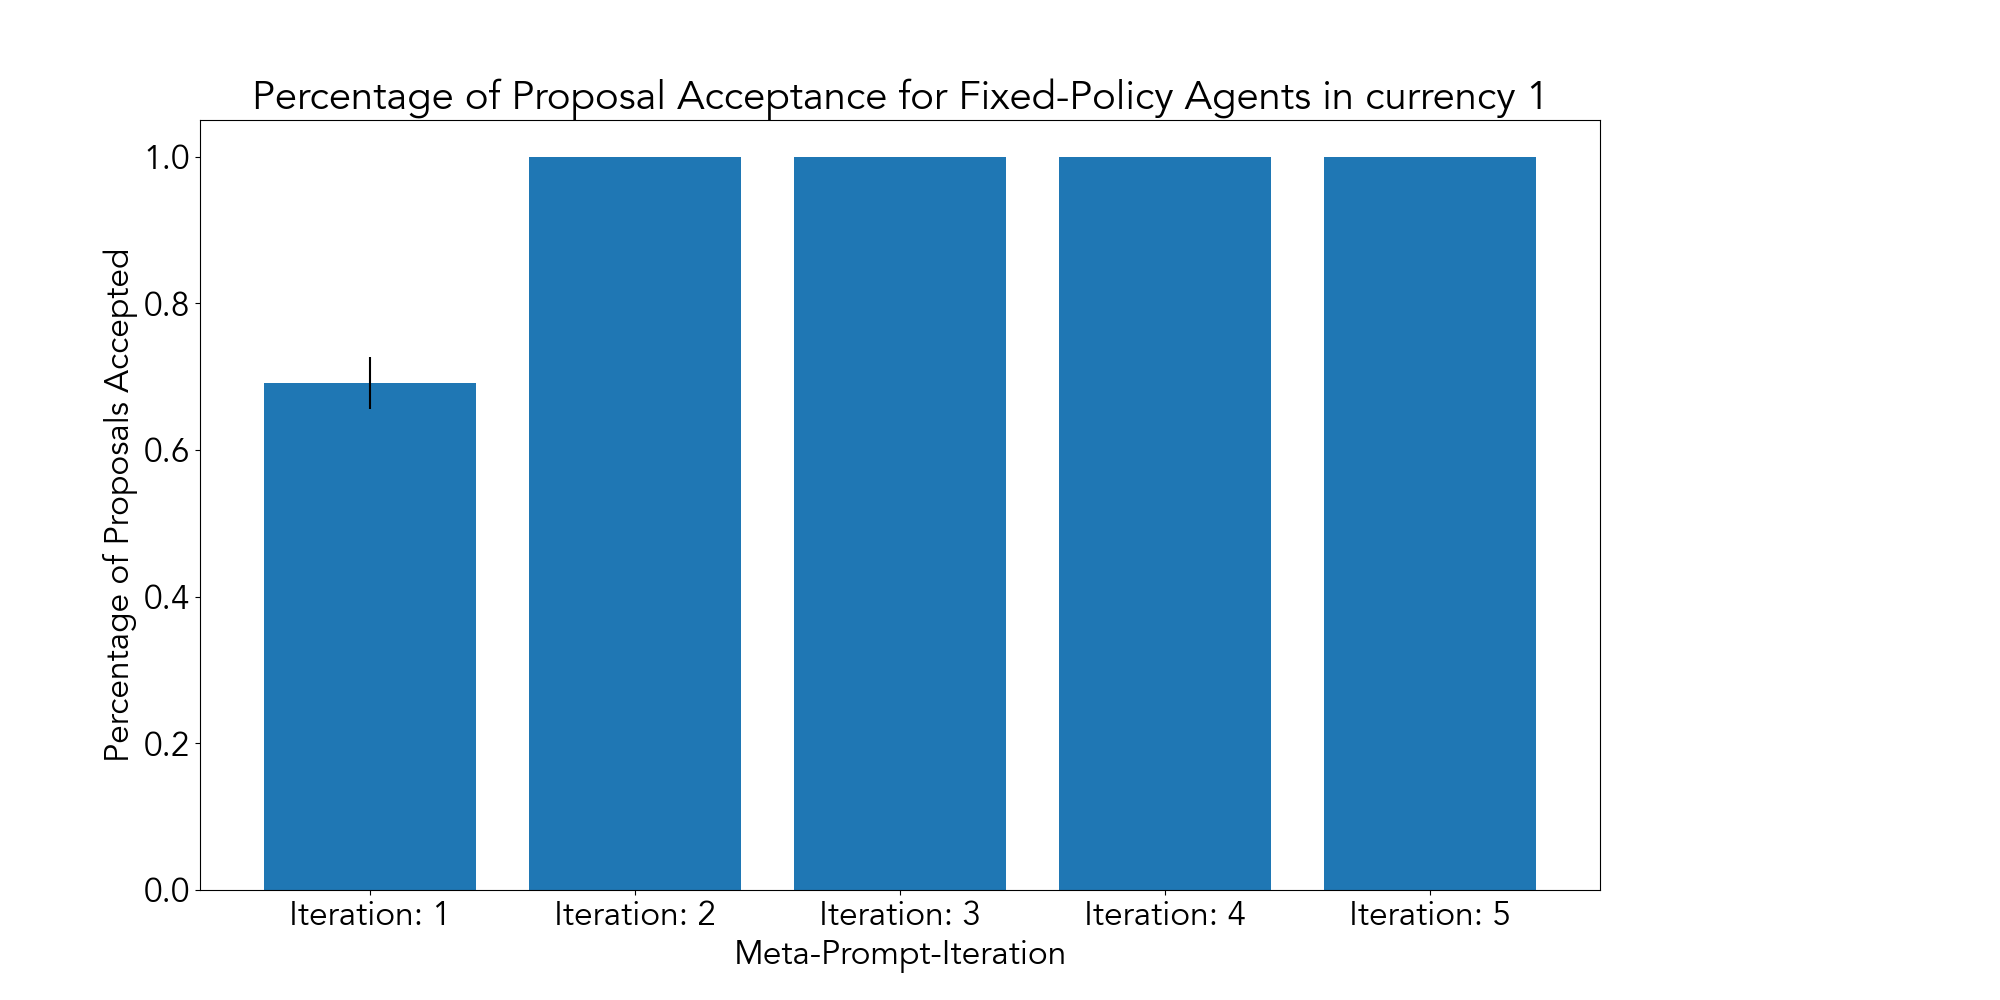 Percentage of Proposal Acceptance for Fixed-Policy Agents in currency 1
Percentage of Proposals Accepted
1.0
0.8
0.6
0.4
0.2
0.0
Iteration: 1
Iteration: 2
Iteration: 3
Iteration: 4
Iteration: 5
Meta-Prompt-Iteration